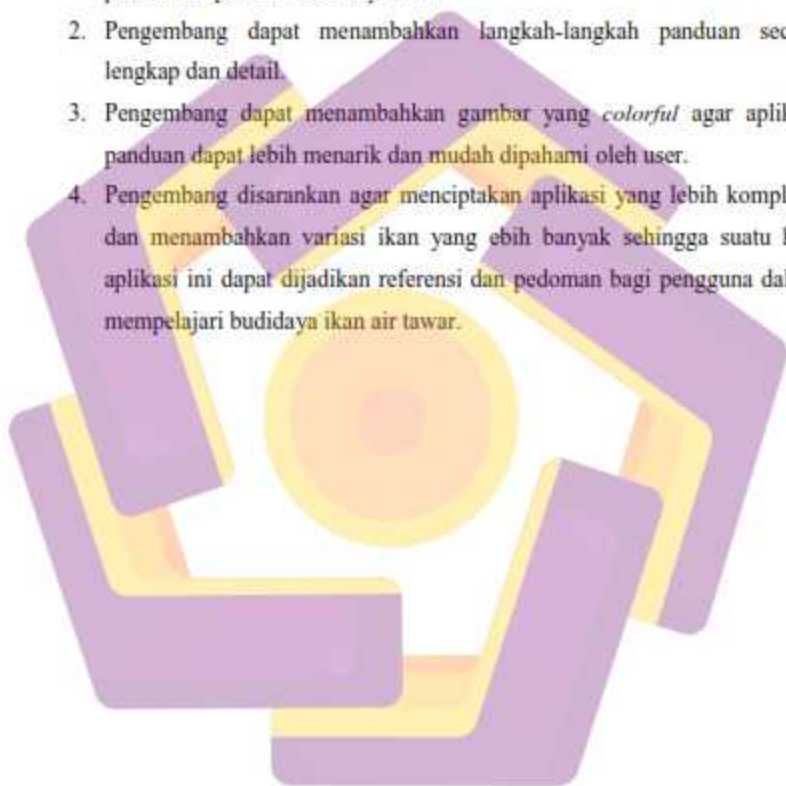 2. Pengembang dapat menambahkan langkah-langkah panduan sec
lengkap dan detail.
3. Pengembang dapat menambahkan gambar yang colorful agar aplik
panduan dapat lebih menarik dan mudah dipahami oleh user.
4. Pengembang disarankan agar menciptakan aplikasi yang lebih kompl
dan menambahkan variasi ikan yang ebih banyak sehingga suatu
aplikasi ini dapat dijadikan referensi dan pedoman bagi pengguna dal
mempelajari budidaya ikan air tawar.